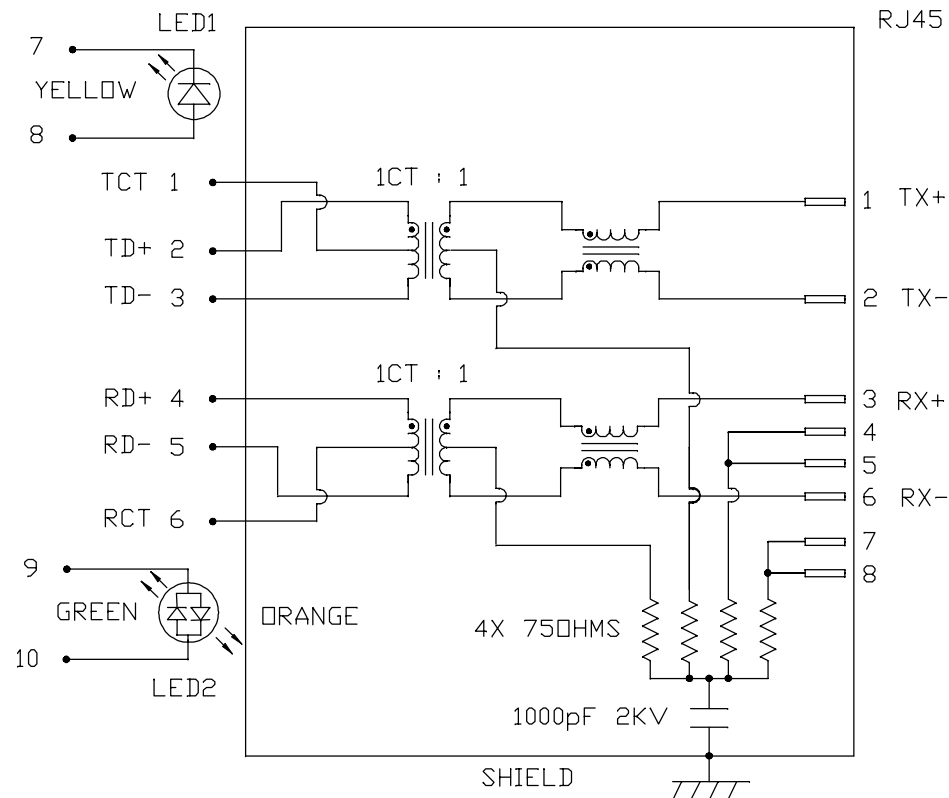 LED1
RJ45
7
YELLOW
8
TCT 1
1CT : 1
1 TX+
TD+ 2
TD- 3
2 TX-
1CT : 1
RD+ 4
3 RX+
4
RD- 5
5
6 RX-
RCT 6
7
9
8
GREEN
ORANGE
4X 75OHMS
10
LED2
1000pF 2KV
SHIELD